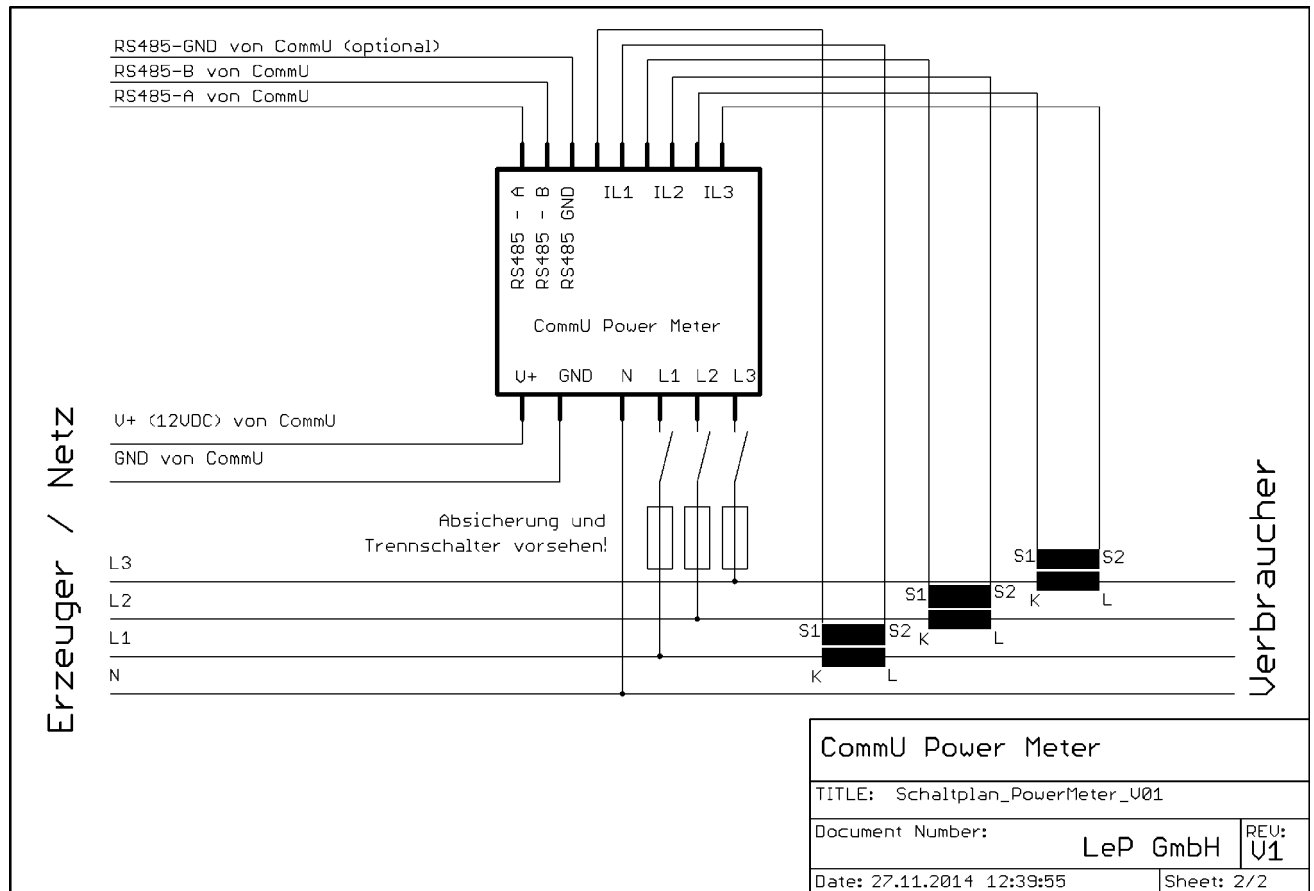 RS485-GND von CommU (optional)
RS485-B von CommU
RS485-A von CommU
RS485 - A
RS485 - B
RS485 GND
IL1 IL2 IL3
CommU Power Meter
V+ GND N L1 L2 L3
V+ (12VDC) von CommU
GND von CommU
Absicherung und
Trennschalter vorsehen!
Erzeuger / Netz
L3
L2
L1
N
S1 S2
K L
S1 S2
K L
S1 S2
K L
Verbraucher
CommU Power Meter
TITLE: Schaltplan_PowerMeter_V01
Document Number:
LeP GmbH
REV:
V1
Date: 27.11.2014 12:39:55
Sheet: 2/2